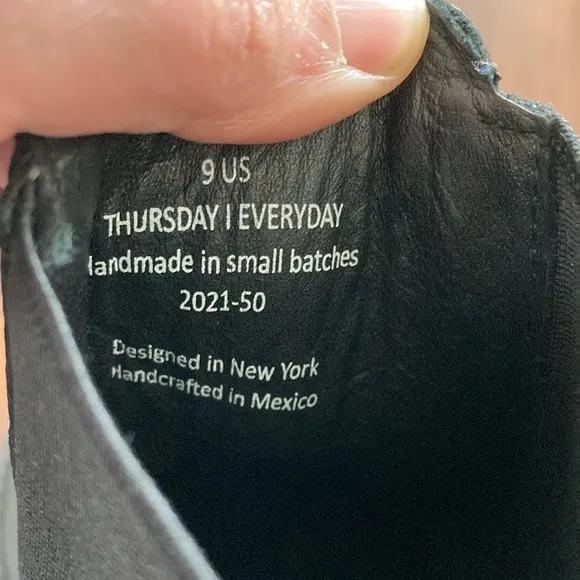 9 US
THURSDAY | EVERYDAY
Handmade in small batches
2021-50
Designed in New York
Handcrafted in Mexico